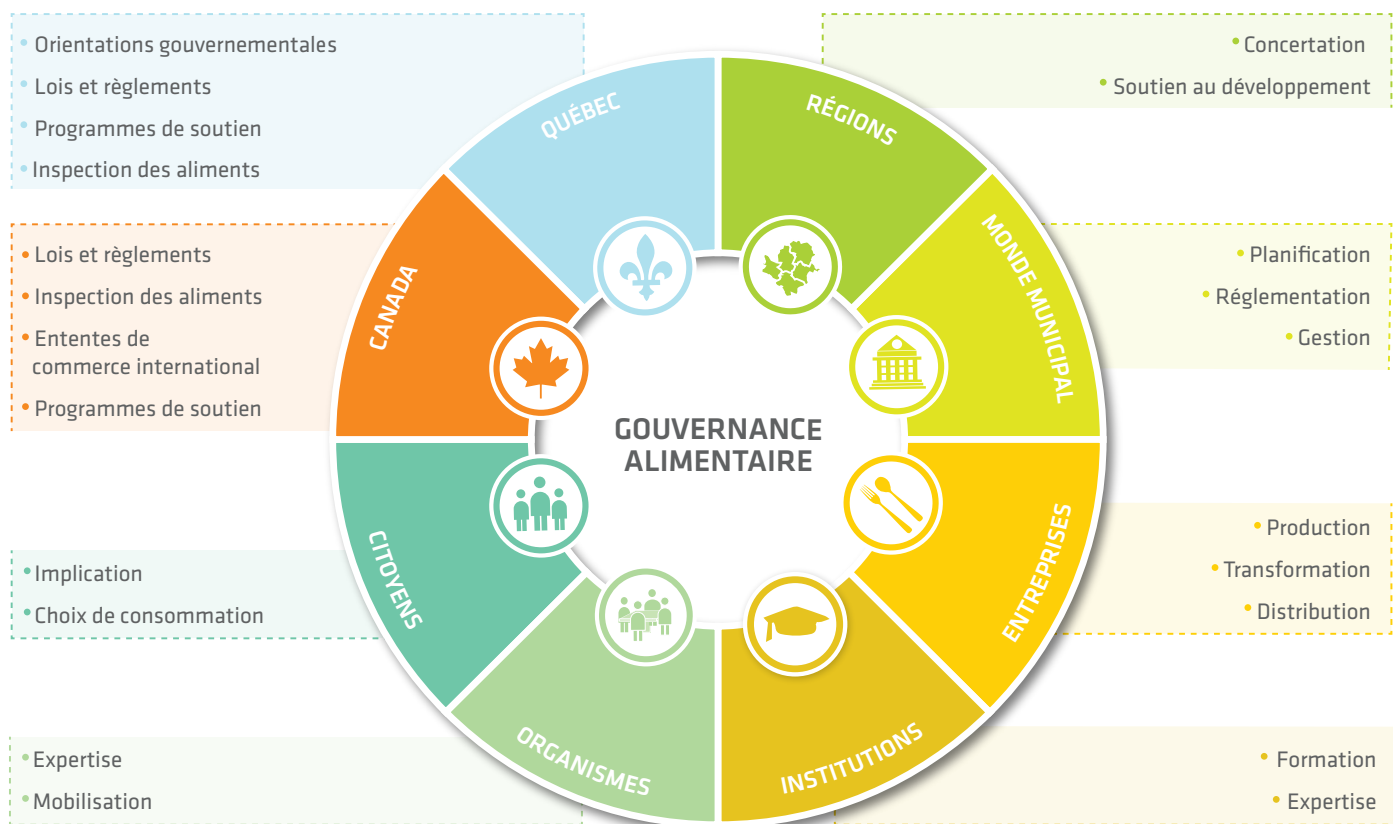 • Orientations gouvernementales
• Lois et règlements
• Programmes de soutien
• Inspection des aliments
QUÉBEC
RÉGIONS
• Concertation
• Soutien au développement
• Lois et règlements
• Inspection des aliments
• Ententes de
commerce international
• Programmes de soutien
CANADA
MONDE MUNICIPAL
• Planification
• Réglementation
• Gestion
GOUVERNANCE
ALIMENTAIRE
• Implication
• Choix de consommation
CITOYENS
ENTREPRISES
• Production
• Transformation
• Distribution
• Expertise
• Mobilisation
ORGANISMES
INSTITUTIONS
• Formation
• Expertise